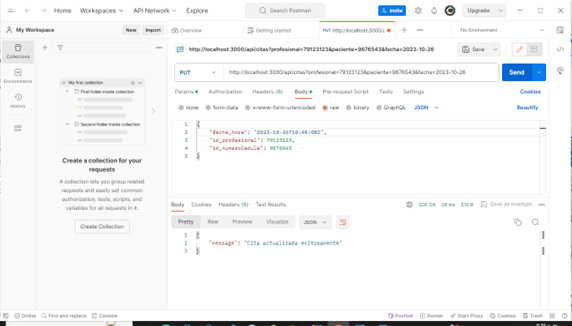 Home Workspaces API Network Explore Search Postman Invite Upgrade
My Workspace New Import Overview Getting started PUT http://localhost:3000/ No Environment
http://localhost:3000/api/citas?profesional=79123123&paciente=9876543&fecha=2023-10-26 Save
Collections
Environments
History
PUT http://localhost:3000/api/citas?profesional=79123123&paciente=9876543&fecha=2023-10-26 Send
Params Authorization Headers (8) Body Pre-request Script Tests Settings Cookies
none form-data x-www-form-urlencoded raw binary GraphQL JSON Beautify
My first collection
First folder inside collection
Second folder inside collection
1 {
2 "fecha_hora":
3 "id_profesional": 79123123,
4 "id_numeroCedula": 9876543
5 }
Create a collection for your
requests
A collection lets you group related
requests and easily set common
authorization, tests, scripts, and
variables for all requests in it.
Create Collection
Body Cookies Headers (8) Test Results 200 OK 28 ms 310 B Save as example
Pretty Raw Preview Visualize JSON
1 {
2 "message": "Cita actualizada exitosamente"
3 }
Online Find and replace Console Postbot Runner Start Proxy Cookies Trash